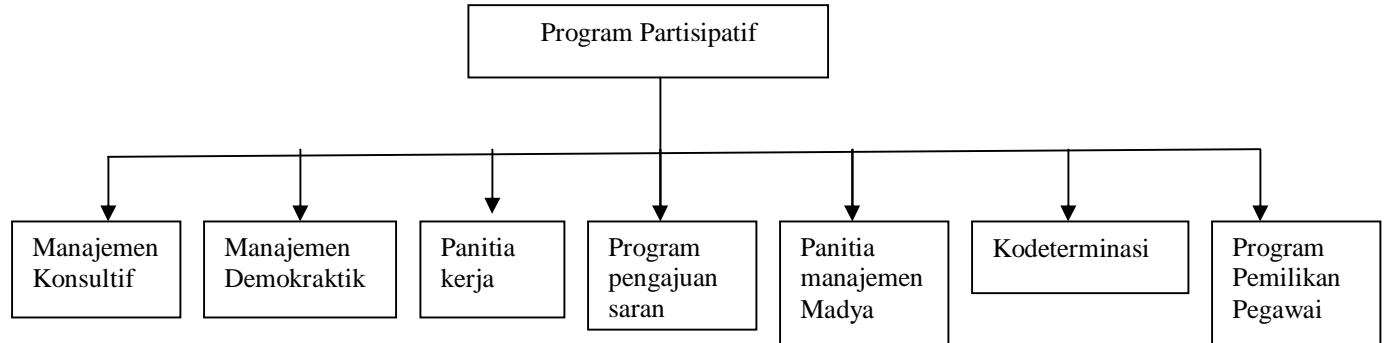 Program Partisipatif
Manajemen
Konsultif
Manajemen
Demokraktik
Panitia
kerja
Program
pengajuan
saran
Panitia
manajemen
Madya
Kodeterminasi
Program
Pemilikan
Pegawai